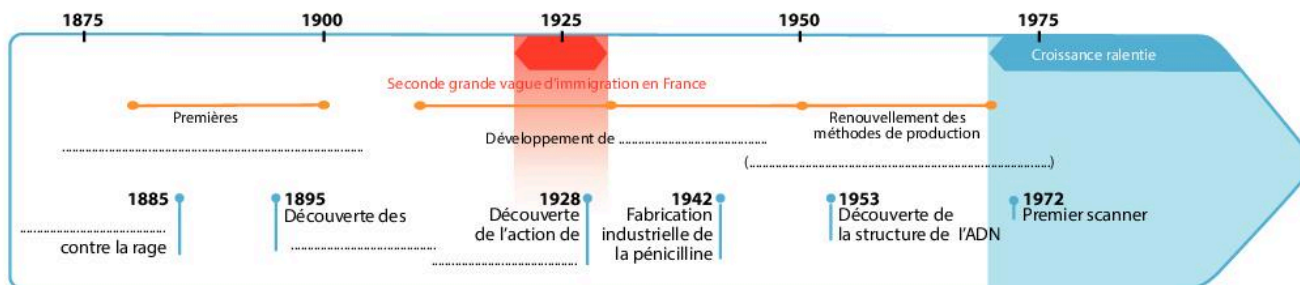 1875 1900 1925 1950 1975
Croissance ralentie
Seconde grande vague d'immigration en France
Premières
..................................................
Renouvellement des
méthodes de production
Développement de ...........................
(.......................................................)
1885
..........................
contre la rage
1895
Découverte des
..........................
1928
Découverte
de l'action de
..........................
1942
Fabrication
industrielle de
la pénicilline
1953
Découverte de
la structure de l'ADN
1972
Premier scanner